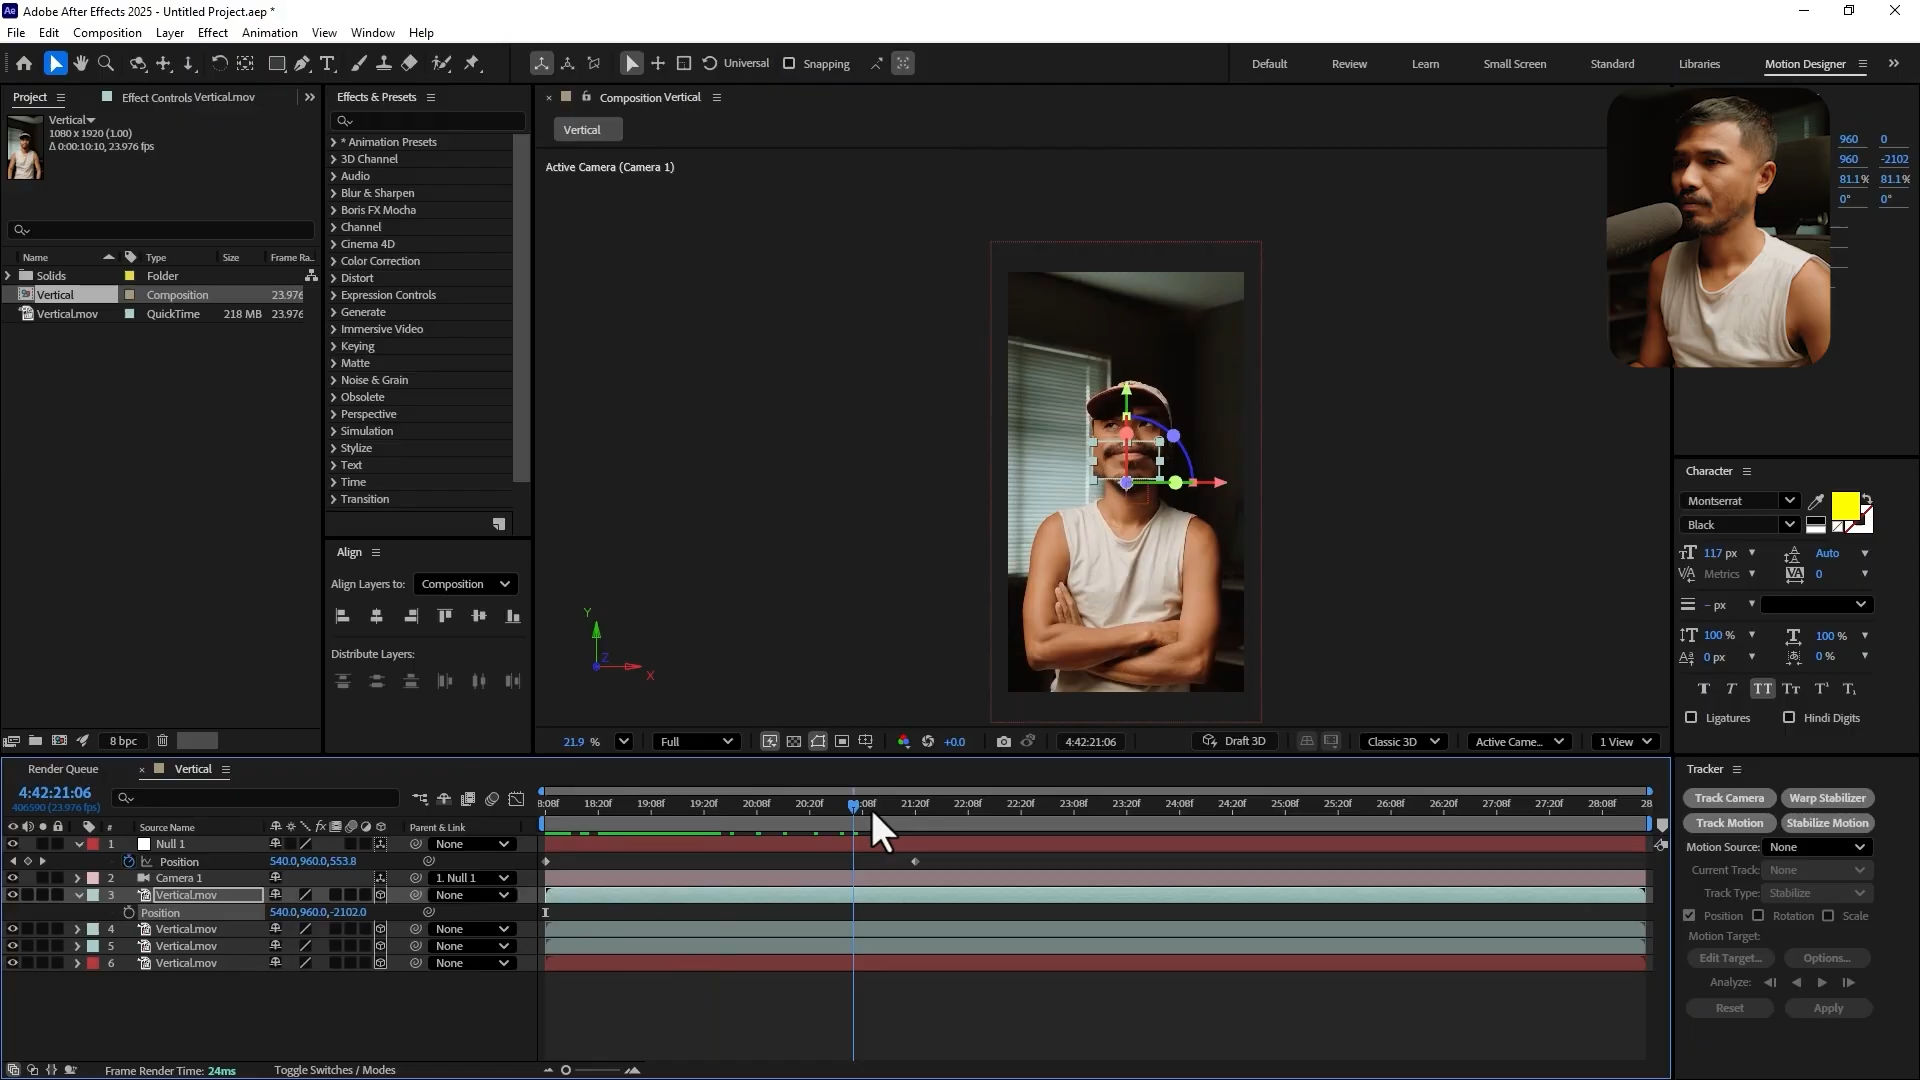 Adobe After Effects 2025 - Untitled Project.aep *
File Edit Composition Layer Effect Animation View Window Help
Universal Snapping Default Review Learn Small Screen Standard Libraries Motion Designer
Project Effect Controls Vertical.mov
Vertical
1080 x 1920 (1.00)
Δ 0:00:10:10, 23.976 fps
Name Type Size Frame Ra...
Solids Folder
Vertical Composition 23.976
Vertical.mov QuickTime 218 MB 23.976
8 bpc
Effects & Presets
* Animation Presets
3D Channel
Audio
Blur & Sharpen
Boris FX Mocha
Channel
Cinema 4D
Color Correction
Distort
Expression Controls
Generate
Immersive Video
Keying
Matte
Noise & Grain
Obsolete
Perspective
Simulation
Stylize
Text
Time
Transition
Align
Align Layers to: Composition
Distribute Layers:
Composition Vertical
Vertical
Active Camera (Camera 1)
Y
Z
X
21.9 % Full +0.0 4:42:21:06 Draft 3D Classic 3D Active Came... 1 View
960 0
960 -2102
81.1% 81.1%
0° 0°
Character
Montserrat
Black
117 px Auto
Metrics 0
- px
100 % 100 %
0 px 0 %
TT T TT Tt T¹ T₁
Ligatures Hindi Digits
Render Queue Vertical
4:42:21:06
406590 (23.976 fps)
18:20f 19:08f 19:20f 20:08f 20:20f 21:20f 22:08f 22:20f 23:08f 23:20f 24:08f 24:20f 25:08f 25:20f 26:08f 26:20f 27:08f 27:20f 28:08f 28
# Source Name Parent & Link
1 Null 1 None
Position 540.0,960.0,553.8
2 Camera 1 1. Null 1
3 Vertical.mov None
Position 540.0,960.0,-2102.0
4 Vertical.mov None
5 Vertical.mov None
6 Vertical.mov None
Frame Render Time: 24ms Toggle Switches / Modes
Tracker
Track Camera Warp Stabilizer
Track Motion Stabilize Motion
Motion Source: None
Current Track: None
Track Type: Stabilize
Position Rotation Scale
Motion Target:
Edit Target... Options...
Analyze:
Reset Apply